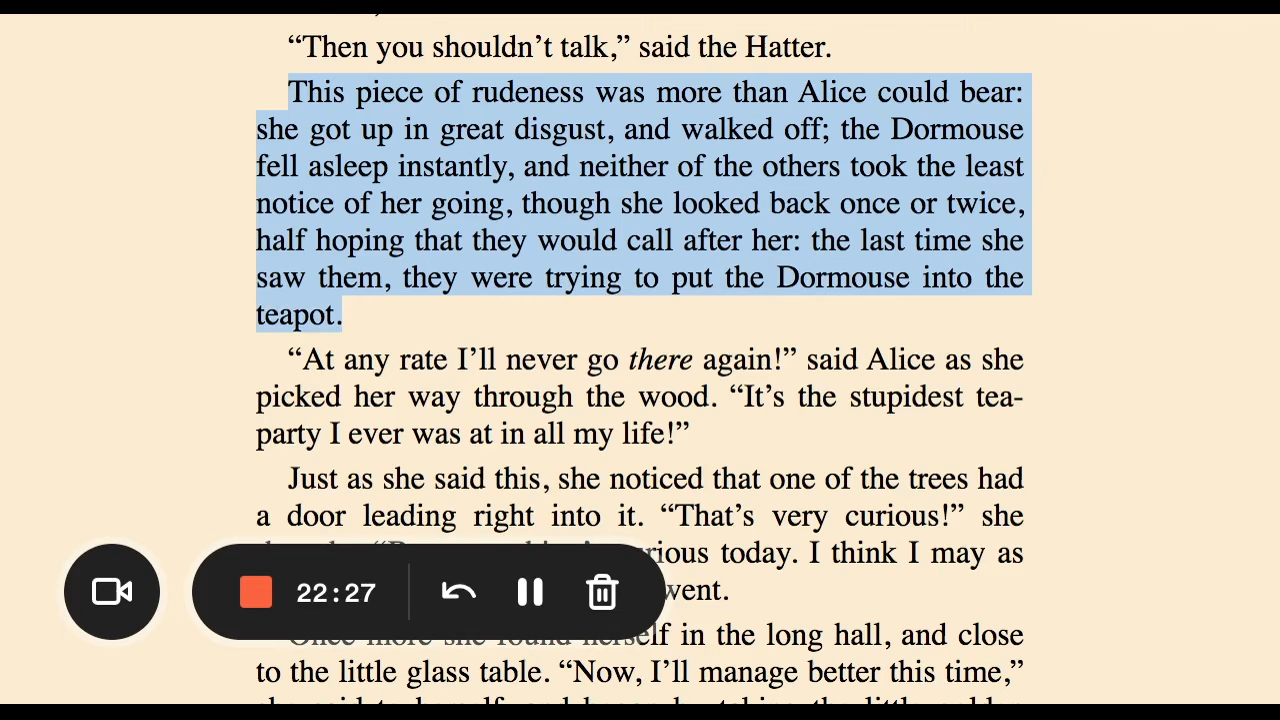 “Then you shouldn’t talk,” said the Hatter.
This piece of rudeness was more than Alice could bear:
she got up in great disgust, and walked off; the Dormouse
fell asleep instantly, and neither of the others took the least
notice of her going, though she looked back once or twice,
half hoping that they would call after her: the last time she
saw them, they were trying to put the Dormouse into the
teapot.
“At any rate I’ll never go there again!” said Alice as she
picked her way through the wood. “It’s the stupidest tea-
party I ever was at in all my life!”
Just as she said this, she noticed that one of the trees had
a door leading right into it. “That’s very curious!” she
today. I think I may as
22:27
went.
Once more she found herself in the long hall, and close
to the little glass table. “Now, I’ll manage better this time,”